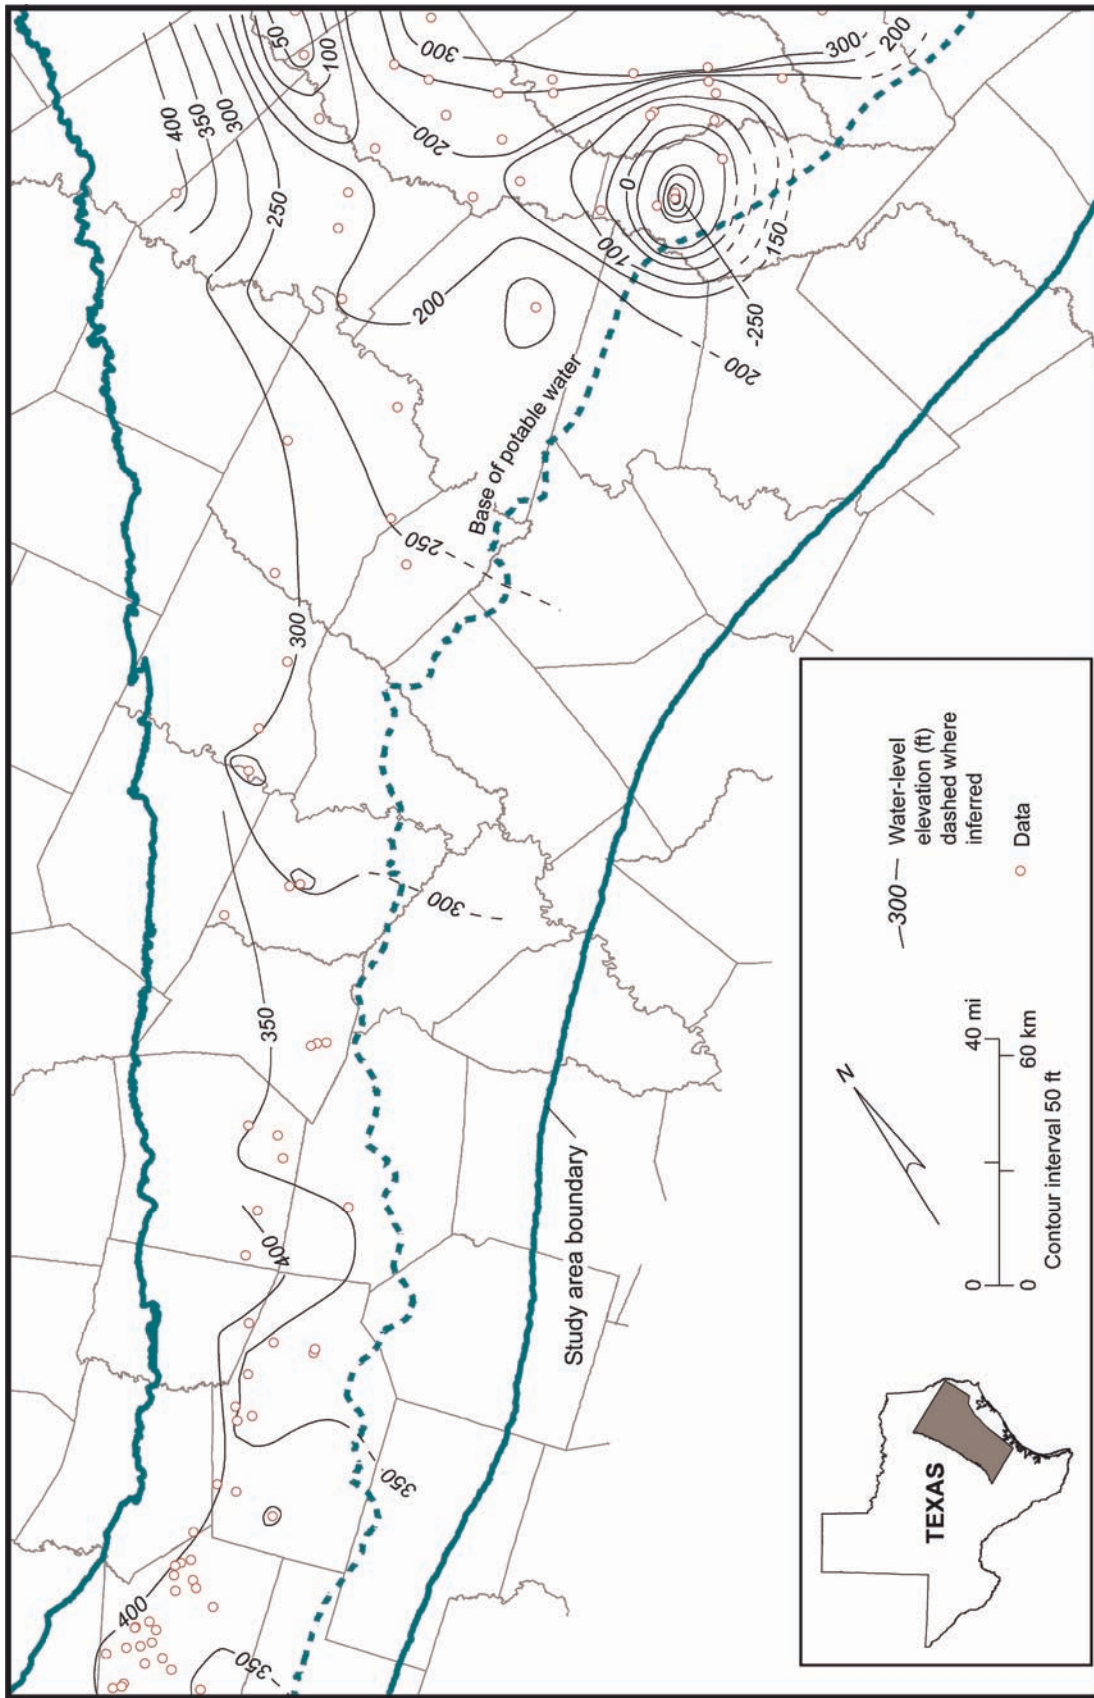 400
350
300
250
50
100
200
300
300
200
0
100
150
-250
200
200
Base of potable water
250
300
300
350
400
Study area boundary
350
400
350
TEXAS
N
0 40 mi
0 60 km
Contour interval 50 ft
300 Water-level
elevation (ft)
dashed where
inferred
Data